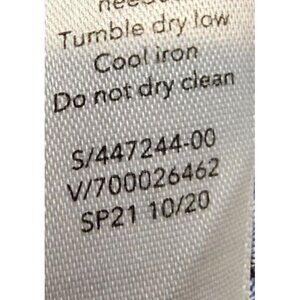 Tumble dry low
Cool iron
Do not dry clean
S/447244-00
V/700026462
SP21 10/20